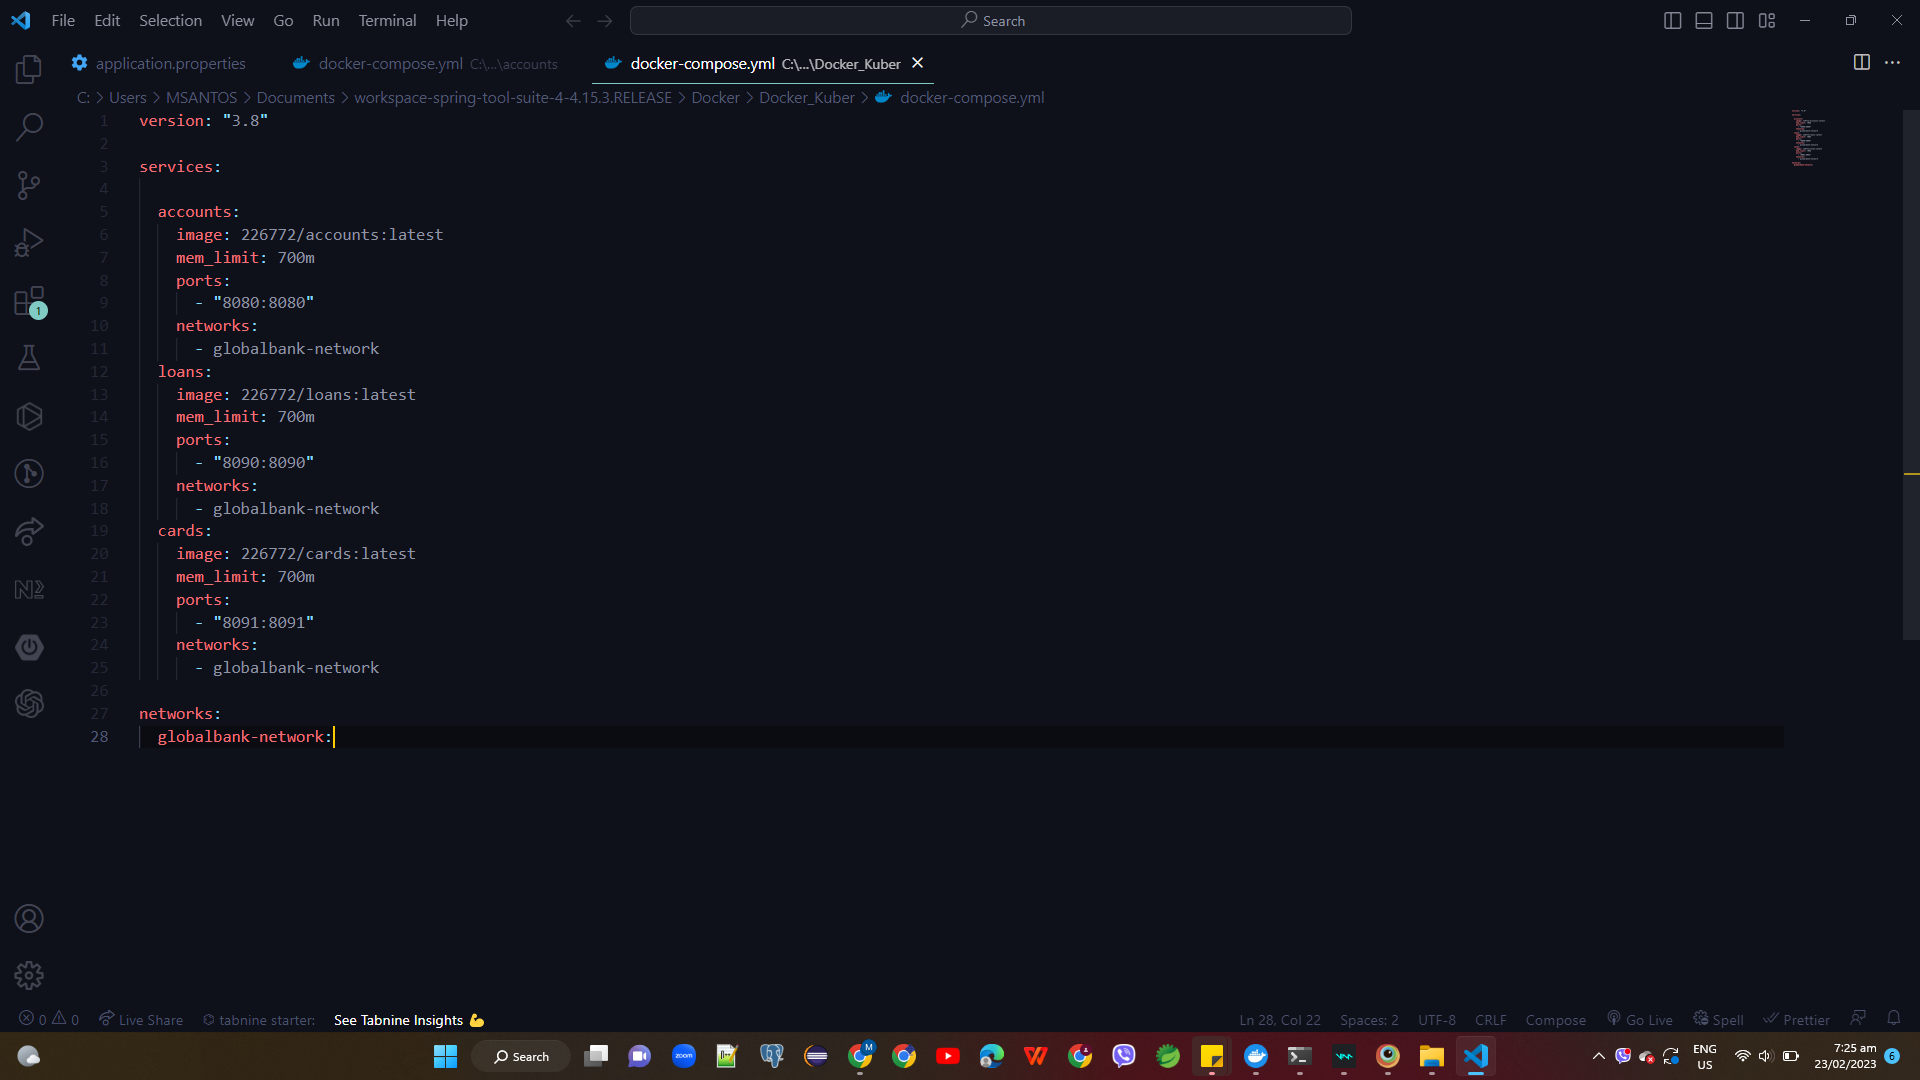 File Edit Selection View Go Run Terminal Help Search
application.properties docker-compose.yml C:\...\accounts docker-compose.yml C:\...\Docker_Kuber
C: > Users > MSANTOS > Documents > workspace-spring-tool-suite-4-4.15.3.RELEASE > Docker > Docker_Kuber > docker-compose.yml
1 version: "3.8"
2
3 services:
4
5 accounts:
6 image: 226772/accounts:latest
7 mem_limit: 700m
8 ports:
9 - "8080:8080"
10 networks:
11 - globalbank-network
12 loans:
13 image: 226772/loans:latest
14 mem_limit: 700m
15 ports:
16 - "8090:8090"
17 networks:
18 - globalbank-network
19 cards:
20 image: 226772/cards:latest
21 mem_limit: 700m
22 ports:
23 - "8091:8091"
24 networks:
25 - globalbank-network
26
27 networks:
28 globalbank-network:
1
0 0 Live Share tabnine starter: See Tabnine Insights Ln 28, Col 22 Spaces: 2 UTF-8 CRLF Compose Go Live Spell Prettier
Search zoom M ENG 7:25 am
US 23/02/2023 6